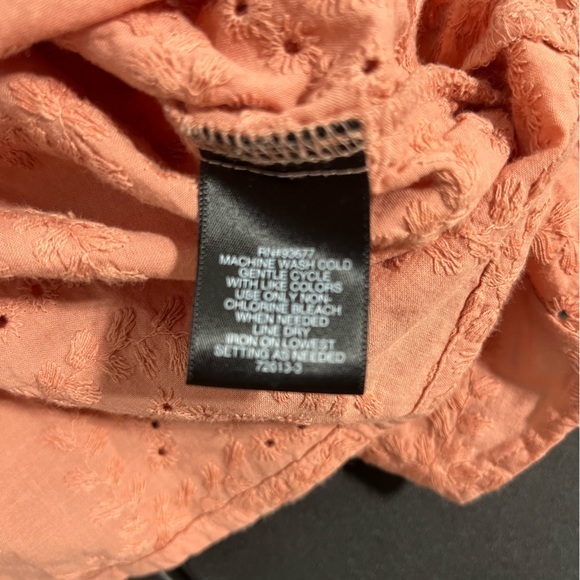 RN#93677
MACHINE WASH COLD
GENTLE CYCLE
WITH LIKE COLORS
USE ONLY NON-
CHLORINE BLEACH
WHEN NEEDED
LINE DRY
IRON ON LOWEST
SETTING AS NEEDED
72013-3